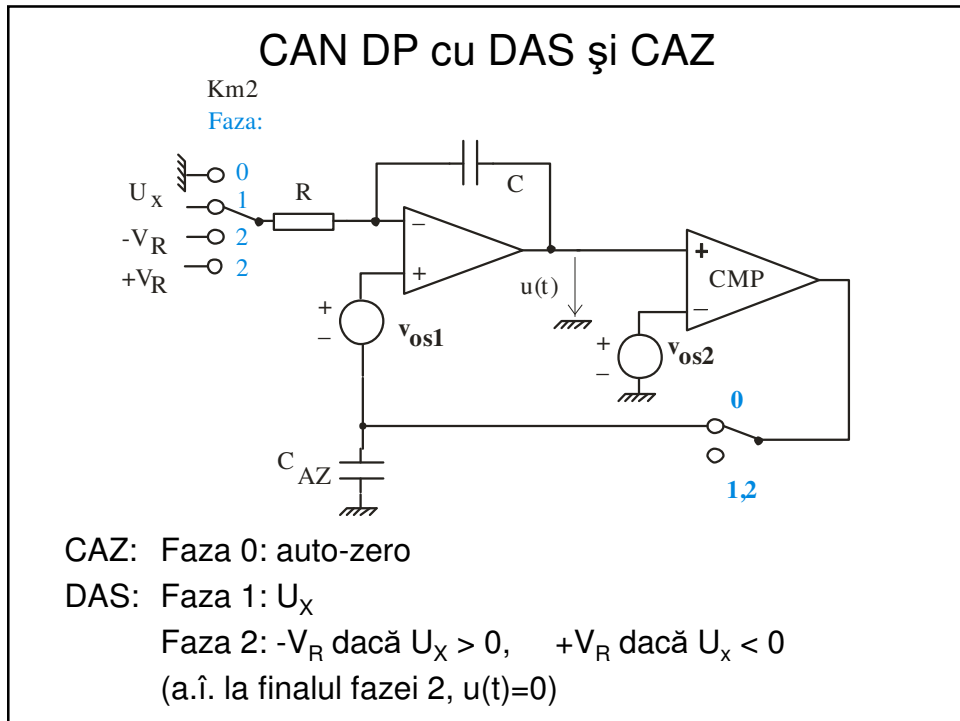 CAN DP cu DAS şi CAZ
Km2
Faza:
0
U x
1
R
C
-VR
2
+VR
2
−
+
u(t)
+
CMP
−
+
−
vos1
+
−
vos2
0
C AZ
1,2
CAZ: Faza 0: auto-zero
DAS: Faza 1: UX
Faza 2: -VR dacă UX > 0, +VR dacă Ux < 0
(a.î. la finalul fazei 2, u(t)=0)